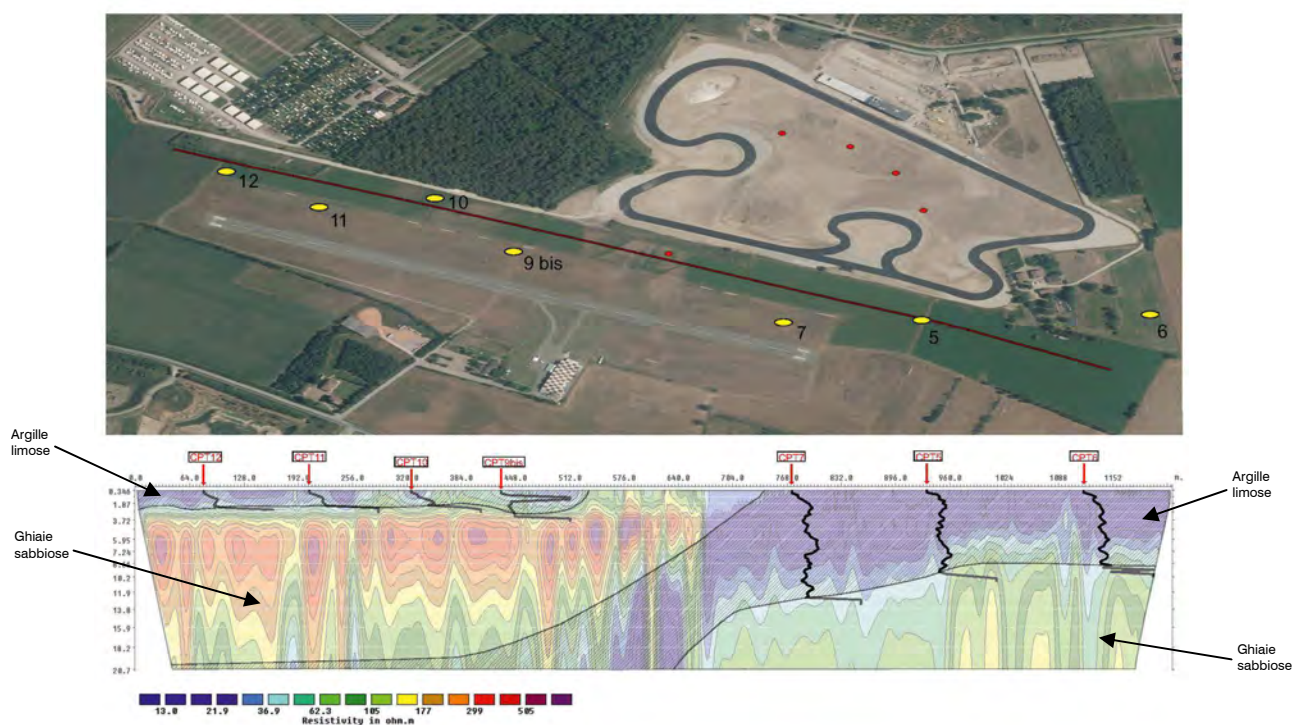 12
11
10
9 bis
7
5
6
Argille
limose
CPT12
CPT11
CPT10
CPT9bis
CPT7
CPT5
CPT6
0.0 64.0 128.0 192.0 256.0 320.0 384.0 448.0 512.0 576.0 640.0 704.0 768.0 832.0 896.0 960.0 1024 1088 1152 m.
0.346
1.87
3.72
5.95
7.24
10.2
11.9
13.0
15.0
18.2
20.7
Argille
limose
Ghiaie
sabbiose
Ghiaie
sabbiose
13.0 21.9 36.9 62.3 105 177 299 505
Resistivity in ohm.m